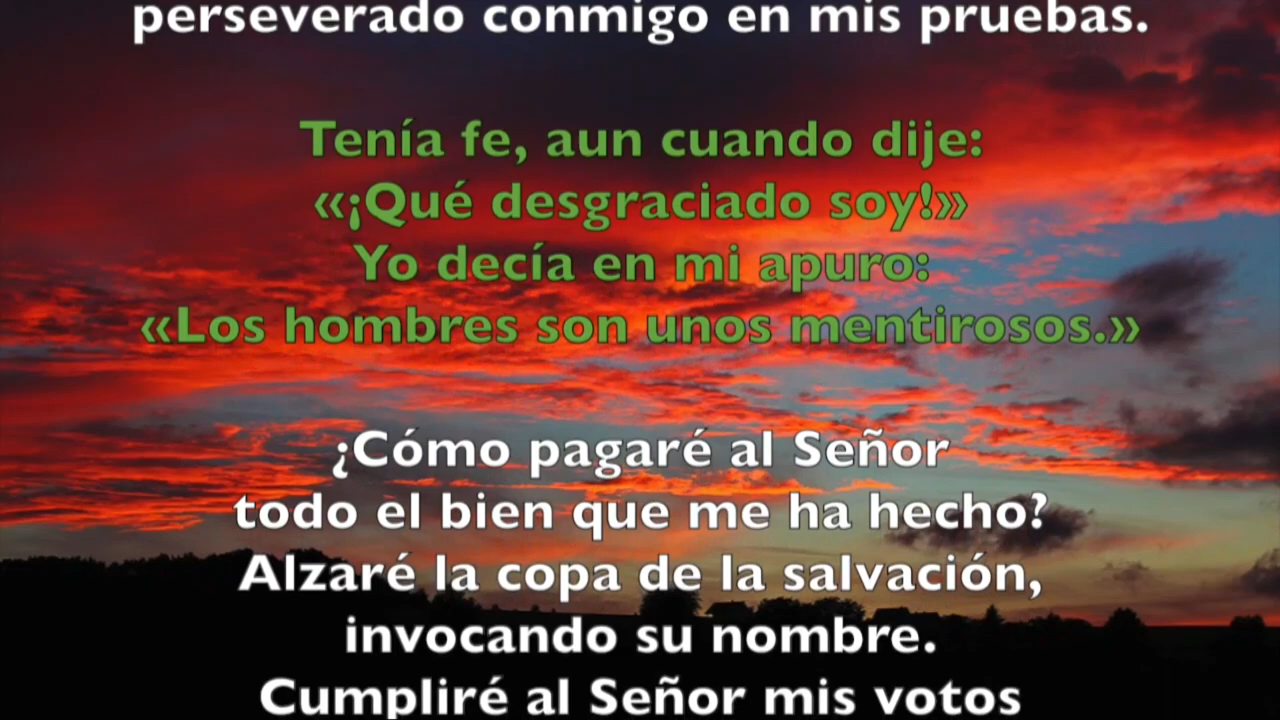 perseverado conmigo en mis pruebas.
Tenía fe, aun cuando dije:
«¡Qué desgraciado soy!»
Yo decía en mi apuro:
«Los hombres son unos mentirosos.»
¿Cómo pagaré al Señor
todo el bien que me ha hecho?
Alzaré la copa de la salvación,
invocando su nombre.
Cumpliré al Señor mis votos